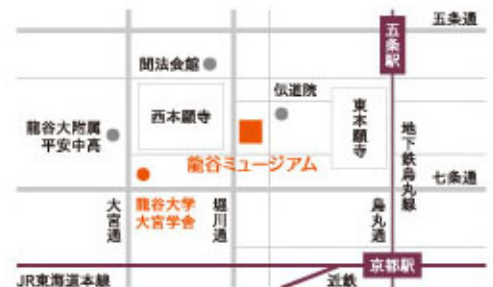 五条通
五条駅
聞法会館
伝道院
西本願寺
東本願寺
龍谷大附属
平安中高
龍谷ミュージアム
地下鉄烏丸線
七条通
龍谷大学
大宮学舎
大宮通
堀川通
烏丸通
京都駅
JR東海道本線
近鉄